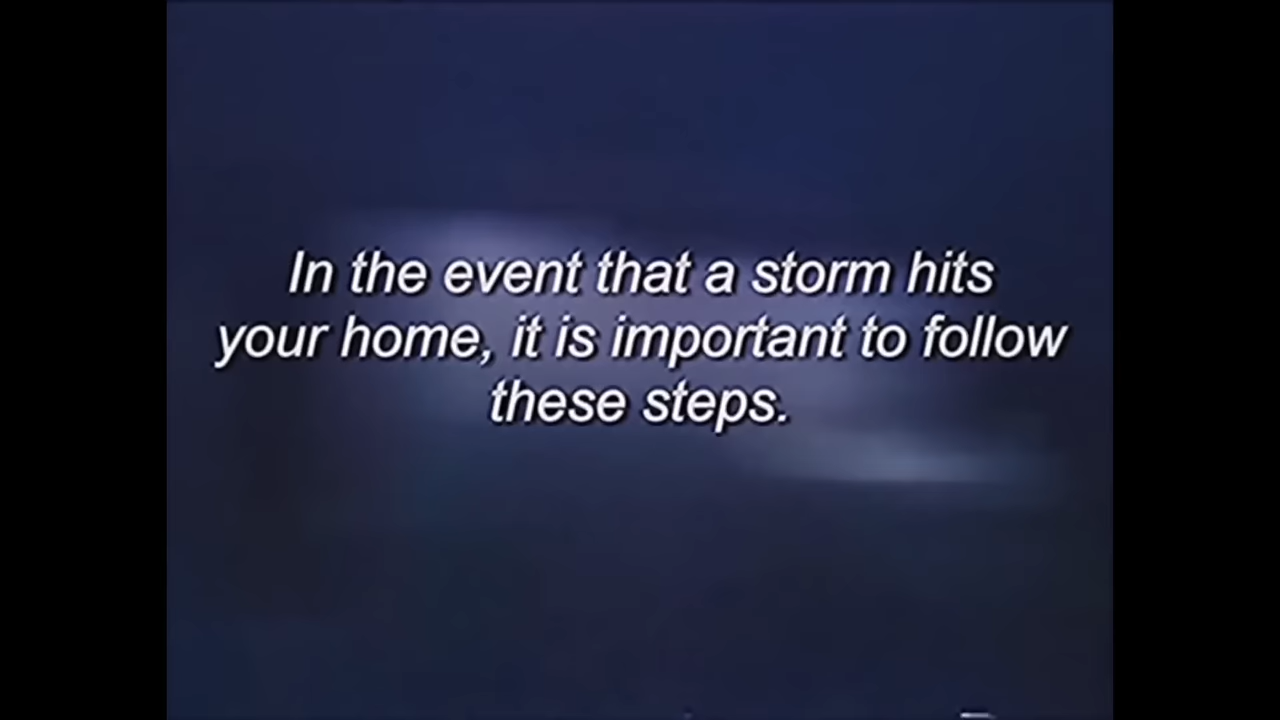 In the event that a storm hits
your home, it is important to follow
these steps.